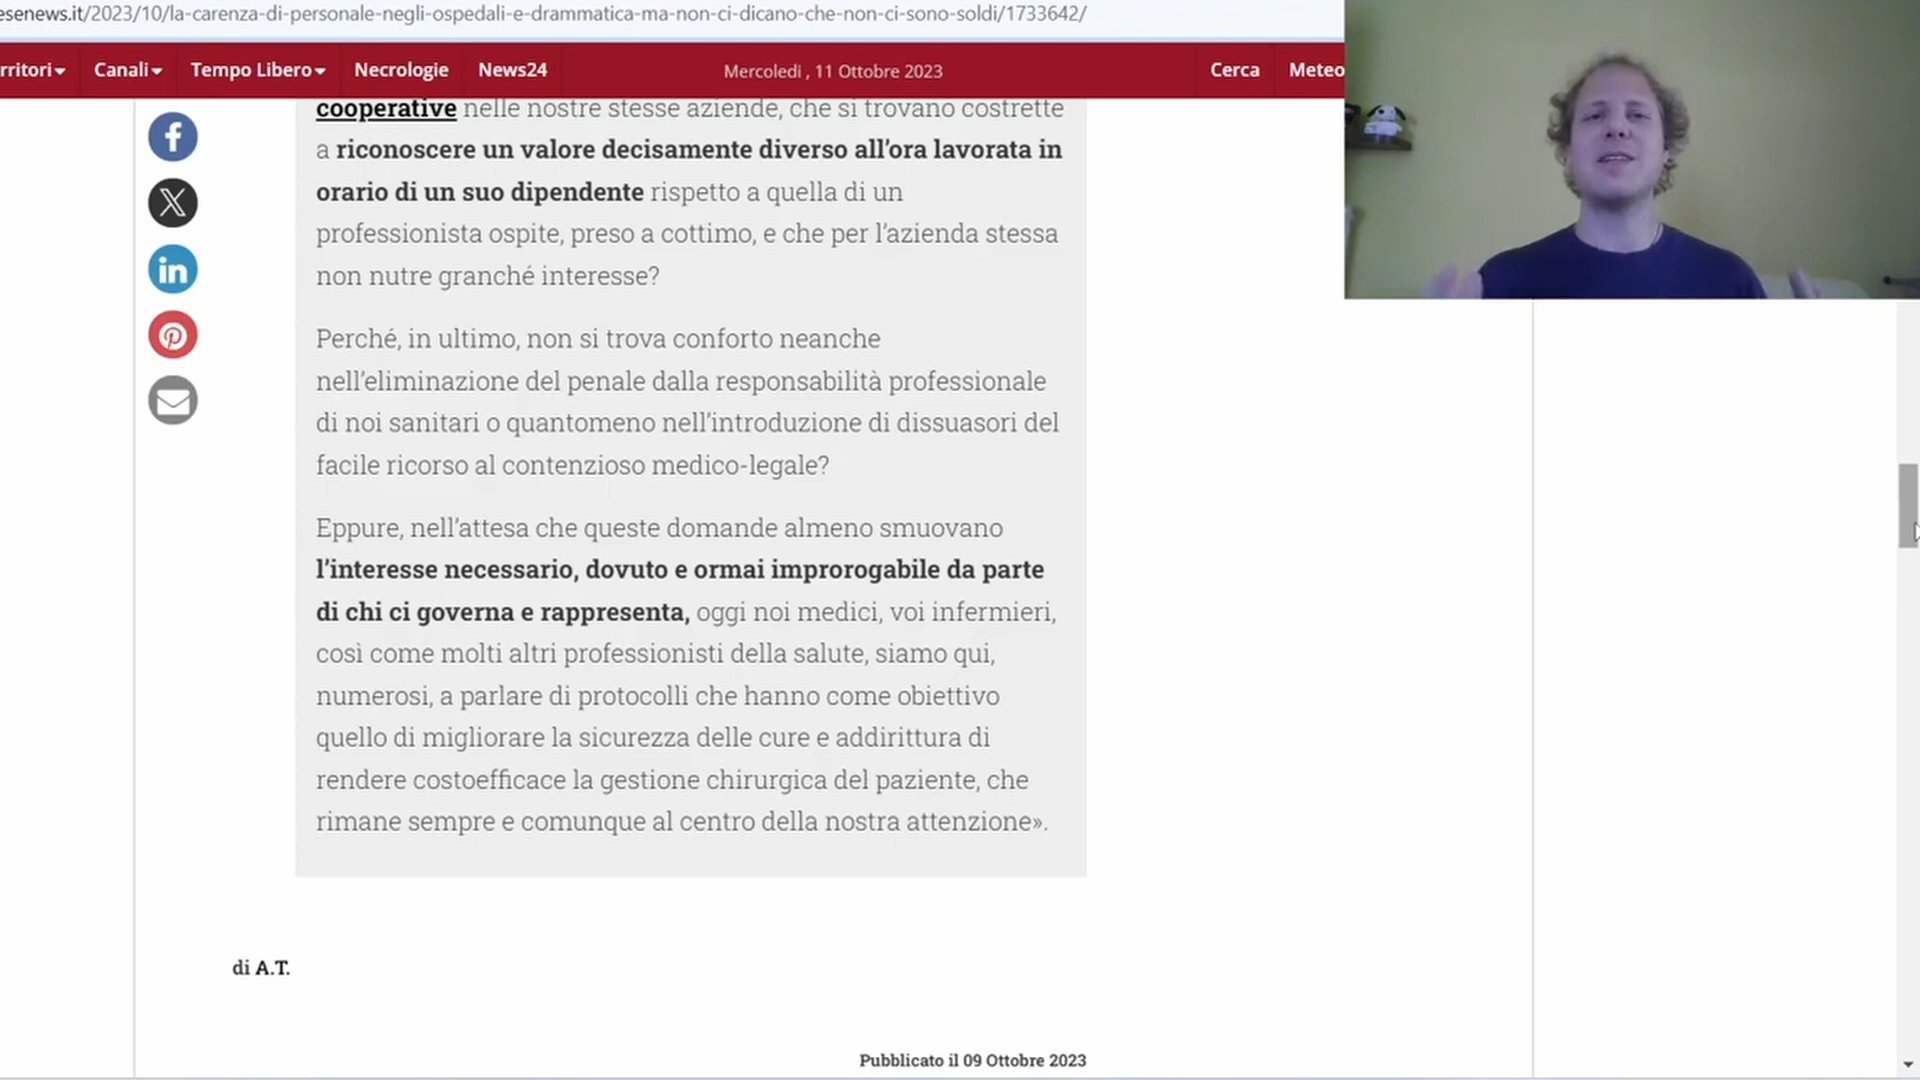 esenews.it/2023/10/la-carenza-di-personale-negli-ospedali-e-drammatica-ma-non-ci-dicano-che-non-ci-sono-soldi/1733642/
rritori Canali Tempo Libero Necrologie News24 Mercoledi , 11 Ottobre 2023 Cerca Meteo
cooperative nelle nostre stesse aziende, che si trovano costrette
a riconoscere un valore decisamente diverso all’ora lavorata in
orario di un suo dipendente rispetto a quella di un
professionista ospite, preso a cottimo, e che per l’azienda stessa
non nutre granché interesse?
Perché, in ultimo, non si trova conforto neanche
nell’eliminazione del penale dalla responsabilità professionale
di noi sanitari o quantomeno nell’introduzione di dissuasori del
facile ricorso al contenzioso medico-legale?
Eppure, nell’attesa che queste domande almeno smuovano
l’interesse necessario, dovuto e ormai improrogabile da parte
di chi ci governa e rappresenta, oggi noi medici, voi infermieri,
così come molti altri professionisti della salute, siamo qui,
numerosi, a parlare di protocolli che hanno come obiettivo
quello di migliorare la sicurezza delle cure e addirittura di
rendere costoefficace la gestione chirurgica del paziente, che
rimane sempre e comunque al centro della nostra attenzione».
di A.T.
Pubblicato il 09 Ottobre 2023